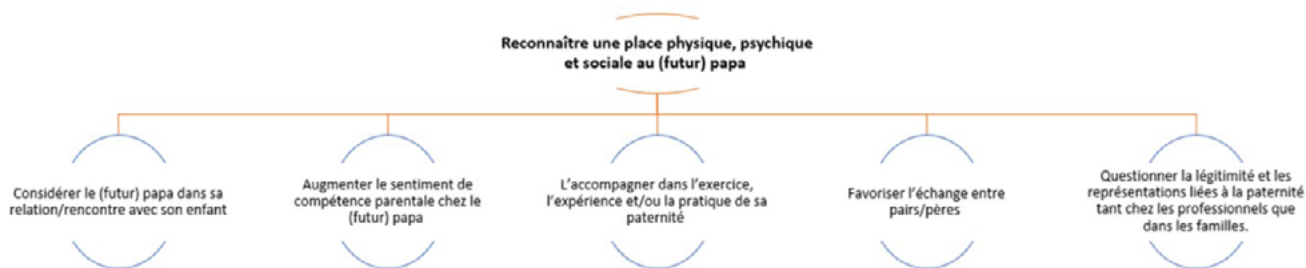 Reconnaître une place physique, psychique
et sociale au (futur) papa
Considérer le (futur) papa dans sa
relation/rencontre avec son enfant
Augmenter le sentiment de
compétence parentale chez le
(futur) papa
L'accompagner dans l'exercice,
l'expérience et/ou la pratique de sa
paternité
Favoriser l'échange entre
pairs/pères
Questionner la légitimité et les
représentations liées à la paternité
tant chez les professionnels que
dans les familles.